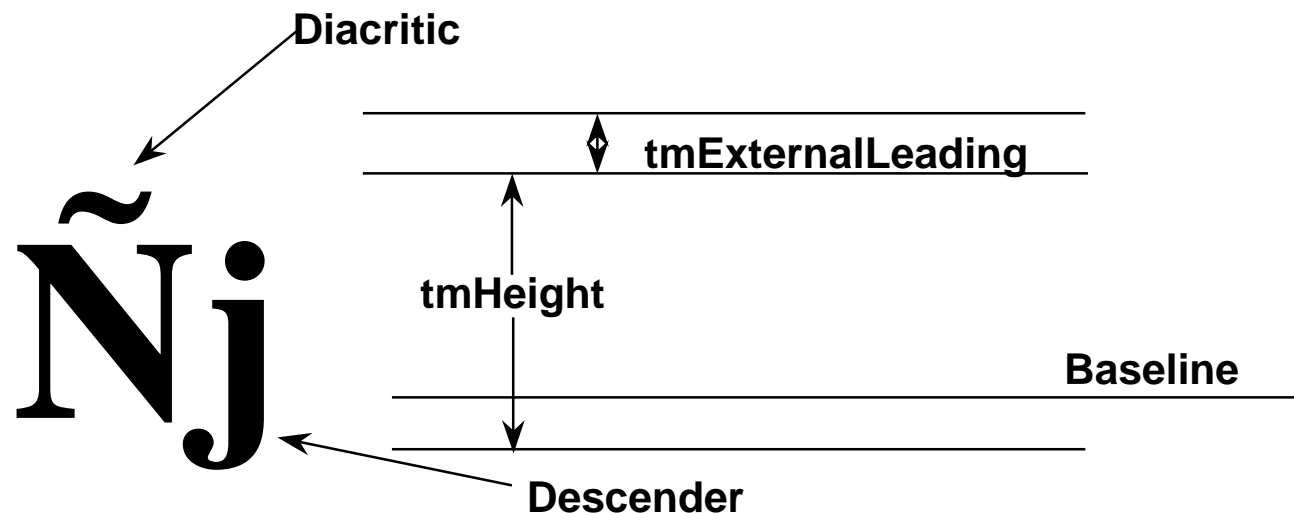 Diacritic
tmExternalLeading
Ñj
tmHeight
Baseline
Descender